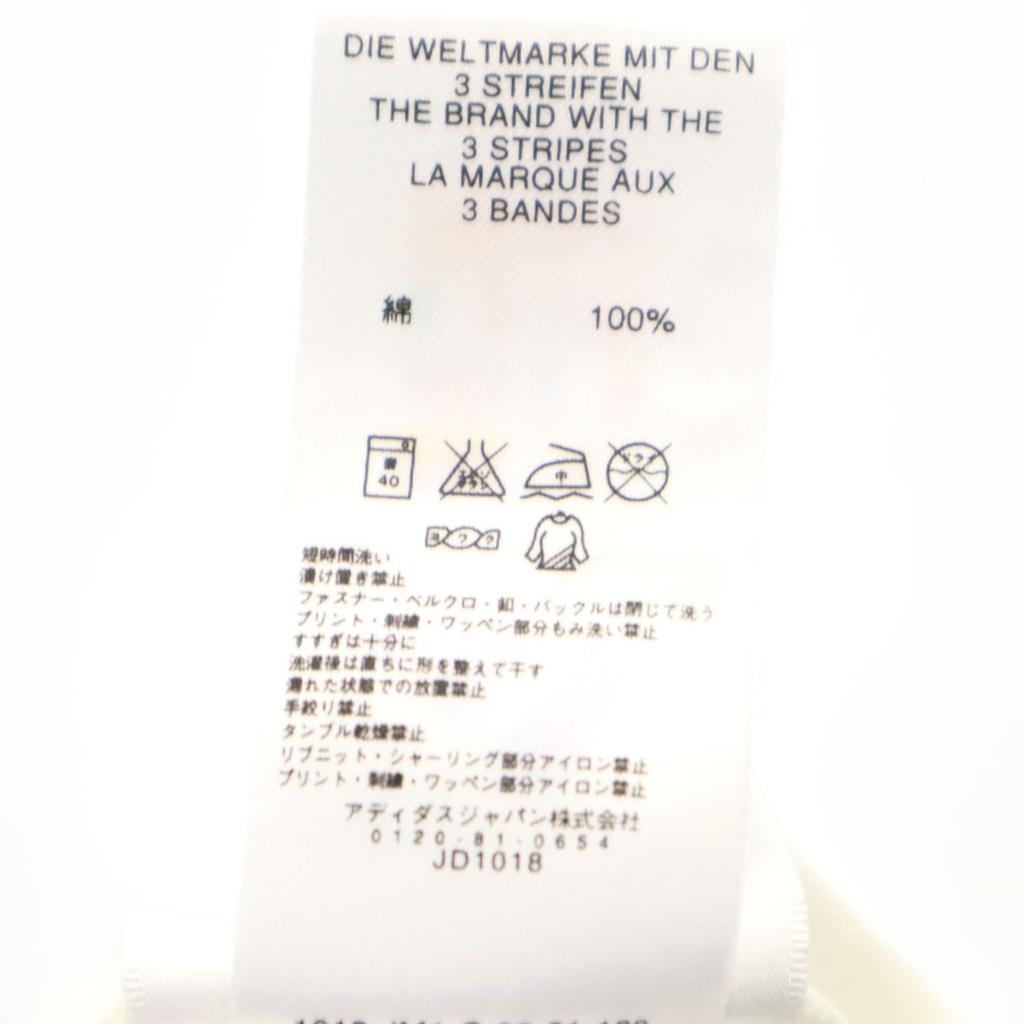 DIE WELTMARKE MIT DEN
3 STREIFEN
THE BRAND WITH THE
3 STRIPES
LA MARQUE AUX
3 BANDES
綿 100%
40 中 ドライ
短時間洗い
漬け置き禁止
ファスナー・ベルクロ・釦・バックルは閉じて洗う
プリント・刺繍・ワッペン部分もみ洗い禁止
すすぎは十分に
洗濯後は直ちに形を整えて干す
濡れた状態での放置禁止
手絞り禁止
タンブル乾燥禁止
リブニット・シャーリング部分アイロン禁止
プリント・刺繍・ワッペン部分アイロン禁止
アディダスジャパン株式会社
0120-81-0654
JD1018